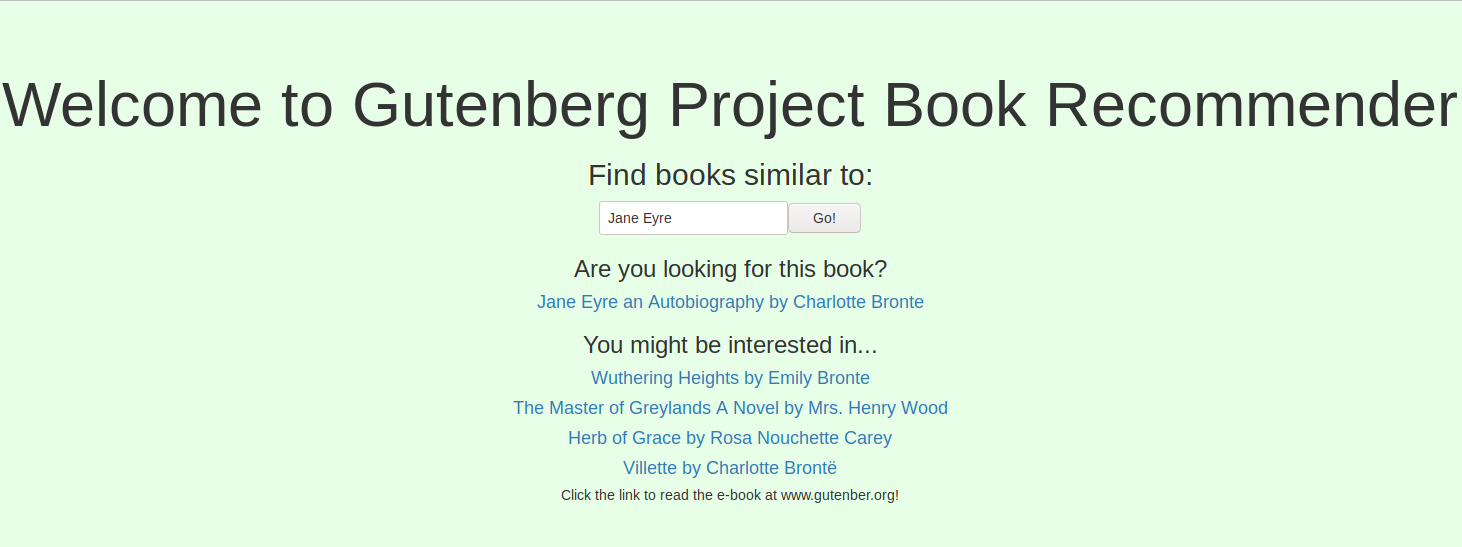 Welcome to Gutenberg Project Book Recommender
Find books similar to:
Jane Eyre Go!
Are you looking for this book?
Jane Eyre an Autobiography by Charlotte Bronte
You might be interested in...
Wuthering Heights by Emily Bronte
The Master of Greylands A Novel by Mrs. Henry Wood
Herb of Grace by Rosa Nouchette Carey
Villette by Charlotte Brontë
Click the link to read the e-book at www.gutenber.org!